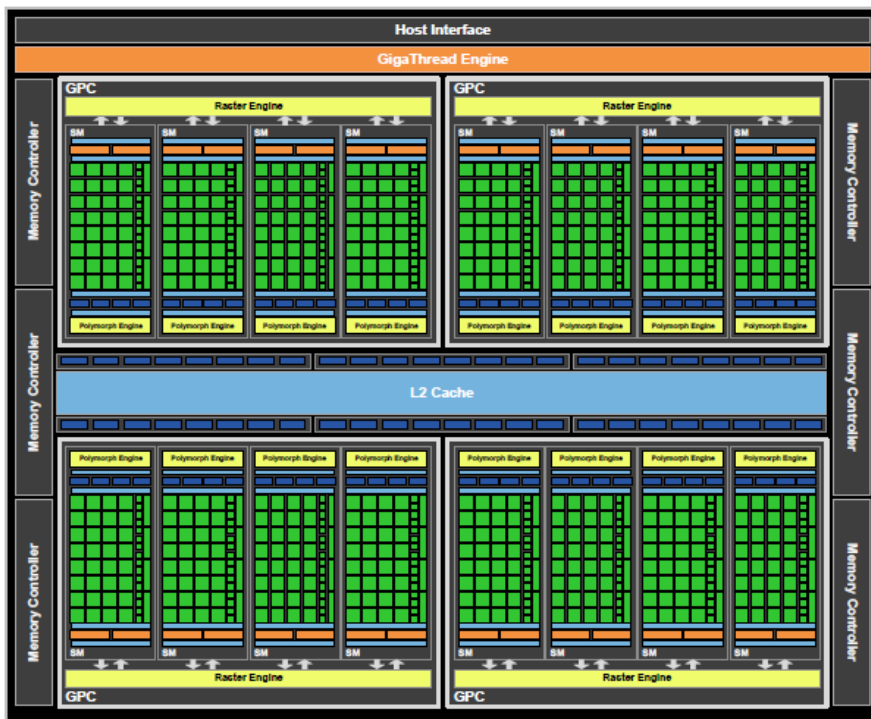 Host Interface
GigaThread Engine
GPC
GPC
Raster Engine
Raster Engine
Memory Controller
Memory Controller
SM
SM
SM
SM
SM
SM
SM
SM
Polymorph Engine
Polymorph Engine
Polymorph Engine
Polymorph Engine
Polymorph Engine
Polymorph Engine
Polymorph Engine
Polymorph Engine
Memory Controller
L2 Cache
Memory Controller
Polymorph Engine
Polymorph Engine
Polymorph Engine
Polymorph Engine
Polymorph Engine
Polymorph Engine
Polymorph Engine
Polymorph Engine
Memory Controller
Memory Controller
SM
SM
SM
SM
SM
SM
SM
SM
Raster Engine
Raster Engine
GPC
GPC